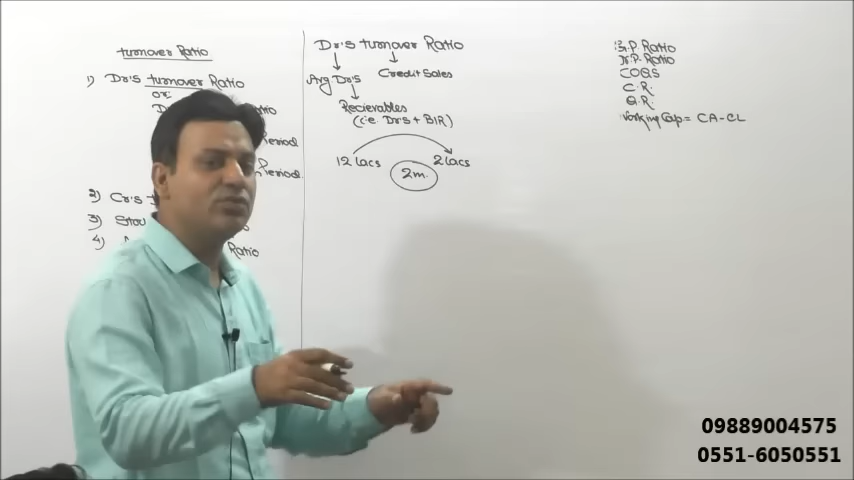 turnover Ratio
1) Dr's turnover Ratio
or
Ratio
Period
Period
2) Cr's
3) Stoc
4)
Ratio
Dr's turnover Ratio
Avg Dr's
Credit Sales
Recievables
(i.e. Dr's + B/R)
12 lacs
2 lacs
2m.
G.P. Ratio
N.P. Ratio
COGS
C.R.
Q.R.
Working Cap = CA-CL
09889004575
0551-6050551